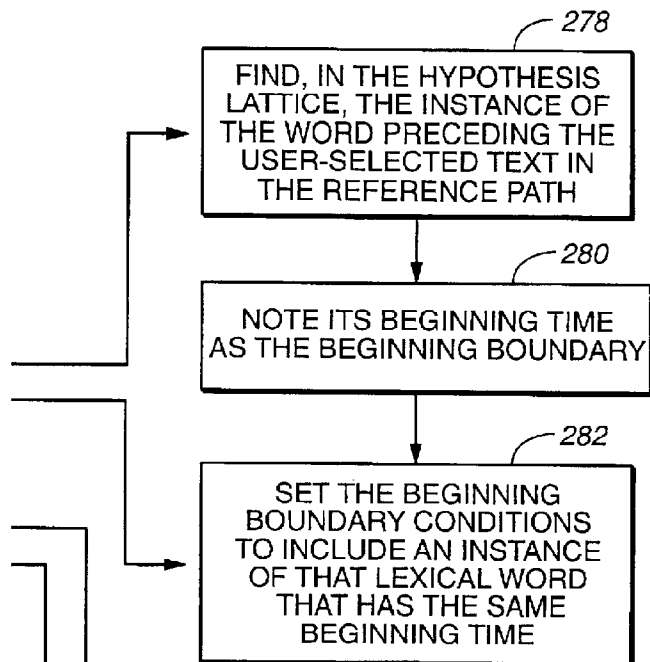 278
FIND, IN THE HYPOTHESIS
LATTICE, THE INSTANCE OF
THE WORD PRECEDING THE
USER-SELECTED TEXT IN
THE REFERENCE PATH
280
NOTE ITS BEGINNING TIME
AS THE BEGINNING BOUNDARY
282
SET THE BEGINNING
BOUNDARY CONDITIONS
TO INCLUDE AN INSTANCE
OF THAT LEXICAL WORD
THAT HAS THE SAME
BEGINNING TIME